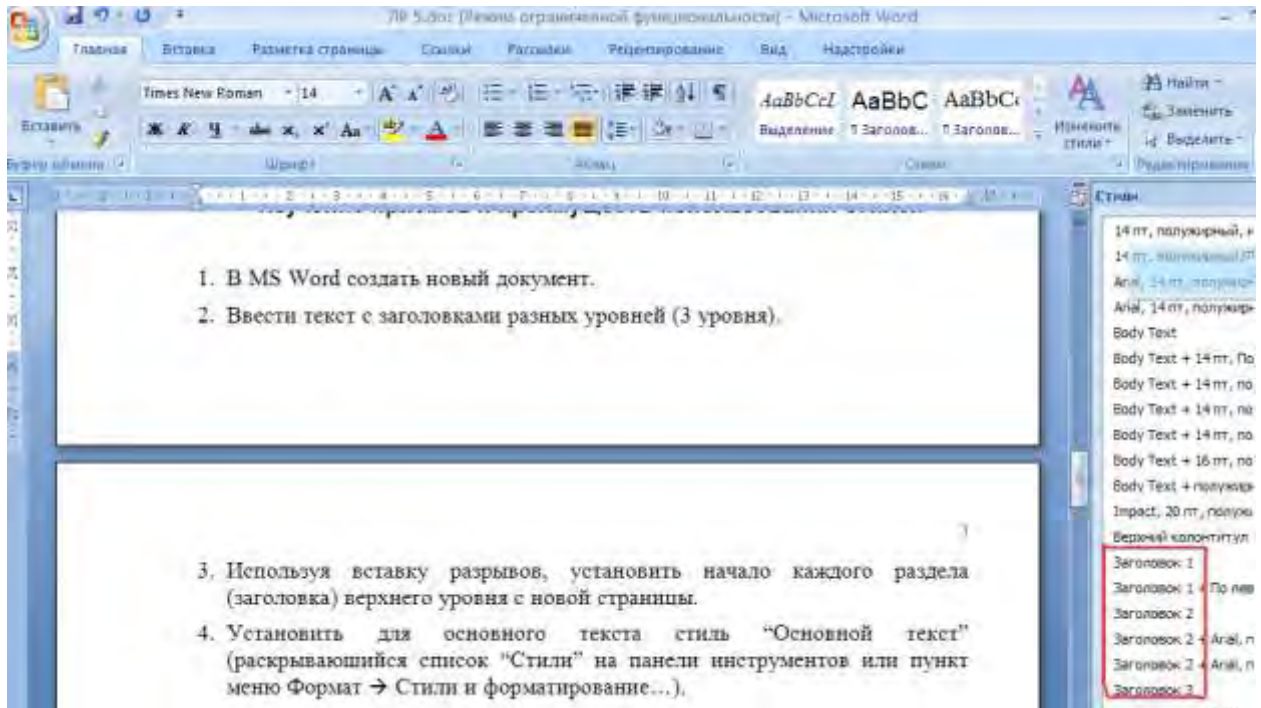 ЛР 5.doc [Режим ограниченной функциональности] - Microsoft Word
Главная Вставка Разметка страницы Ссылки Рассылки Рецензирование Вид Надстройки
Times New Roman 14
Найти
Заменить
Вставить
Ж К Ч abe x, x' Aa
AaBbCcI AaBbC AaBbCc
Выделение ¶ Заголов... ¶ Заголов...
Изменить стили
Выделить
Буфер обмена Шрифт Абзац Стили Редактирование
Стили
1. В MS Word создать новый документ.
2. Ввести текст с заголовками разных уровней (3 уровня).
3. Используя вставку разрывов, установить начало каждого раздела
(заголовка) верхнего уровня с новой страницы.
4. Установить для основного текста стиль “Основной текст”
(раскрывающийся список “Стили” на панели инструментов или пункт
меню Формат → Стили и форматирование…).
14 пт, полужирный,
Arial, 14 пт,
Body Text
Body Text + 14 пт, По
Body Text + 14 пт, по
Body Text + 14 пт, по
Body Text + 14 пт, по
Body Text + 16 пт, по
Body Text +
Impact, 20 пт,
Верхний колонтитул
Заголовок 1
Заголовок 1 + По лев
Заголовок 2
Заголовок 2 + Arial, п
Заголовок 2 + Arial, п
Заголовок 3